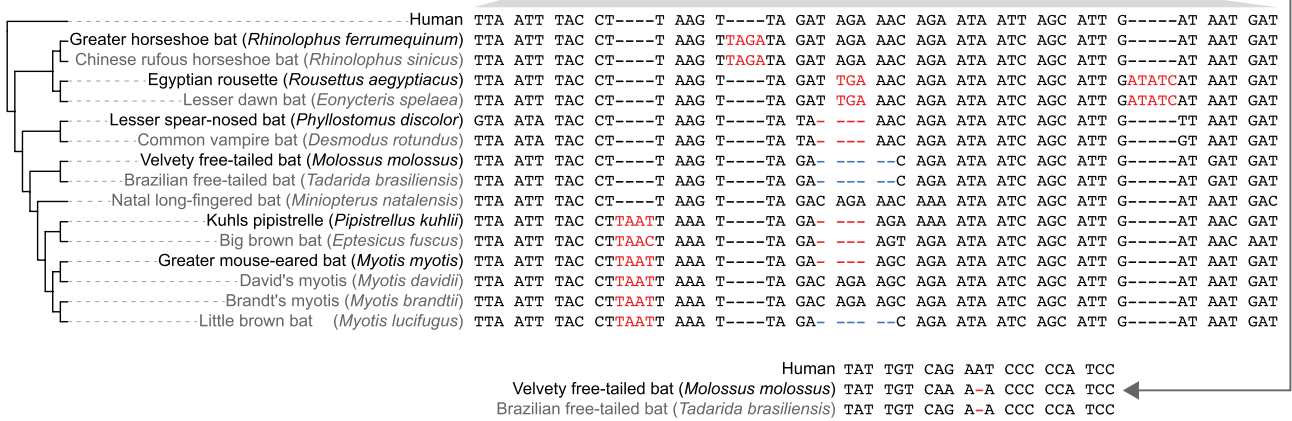 Human TTA ATT TAC CT----T AAG T----TA GAT AGA AAC AGA ATA ATT AGC ATT G-----AT AAT GAT
Greater horseshoe bat (Rhinolophus ferrumequinum) TTA ATT TAC CT----T AAG TTAGATA GAT AGA AAC AGA ATA ATC AGC ATT G-----AT AAT GAT
Chinese rufous horseshoe bat (Rhinolophus sinicus) TTA ATT TAC CT----T AAG TTAGATA GAT AGA AAC AGA ATA ATC AGC ATT G-----AT AAT GAT
Egyptian rousette (Rousettus aegyptiacus) TTA ATT TAC CT----T AAG T----TA GAT TGA AAC AGA ATA ATC AGC ATT GATATCAT AAT GAT
Lesser dawn bat (Eonycteris spelaea) TTA ATT TAC CT----T AAG T----TA GAT TGA AAC AGA ATA ATC AGC ATT GATATCAT AAT GAT
Lesser spear-nosed bat (Phyllostomus discolor) GTA ATA TAC CT----T AAG T----TA TA- --- AAC AGA ATA ATC AGC ATT G-----TT AAT GAT
Common vampire bat (Desmodus rotundus) TTA ATA TAC CT----T AAG T----TA TA- --- AAC AGA ATA ATC AGC ATT G-----GT AAT GAT
Velvety free-tailed bat (Molossus molossus) TTA ATT TAC CT----T AAG T----TA GA- --- --C AGA ATA ATC AGC ATT G-----AT GAT GAT
Brazilian free-tailed bat (Tadarida brasiliensis) TTA ATT TAC CT----T AAG T----TA GA- --- --C AGA ATA ATC AGC ATT G-----AT GAT GAT
Natal long-fingered bat (Miniopterus natalensis) TTA ATT TAC CT----T AAG T----TA GAC AGA AAC AAA ATA ATC AGC ATT G-----AT AAT GAC
Kuhls pipistrelle (Pipistrellus kuhlii) TTA ATT TAC CTTAATT AAA T----TA GA- --- AGA AAA ATA ATC AGC ATT G-----AT AAC GAT
Big brown bat (Eptesicus fuscus) TTA ATT TAC CTTAACT AAA T----TA GA- --- AGT AGA ATA ATC AGC ATT G-----AT AAC AAT
Greater mouse-eared bat (Myotis myotis) TTA ATT TAC CTTAATT AAA T----TA GA- --- AGC AGA ATA ATC AGC ATT G-----AT AAT GAT
David's myotis (Myotis davidii) TTA ATT TAC CTTAATT AAA T----TA GAC AGA AGC AGA ATA ATC AGC ATT G-----AT AAT GAT
Brandt's myotis (Myotis brandtii) TTA ATT TAC CTTAATT AAA T----TA GAC AGA AGC AGA ATA ATC AGC ATT G-----AT AAT GAT
Little brown bat (Myotis lucifugus) TTA ATT TAC CTTAATT AAA T----TA GA- --- --C AGA ATA ATC AGC ATT G-----AT AAT GAT
Human TAT TGT CAG AAT CCC CCA TCC
Velvety free-tailed bat (Molossus molossus) TAT TGT CAA A-A CCC CCA TCC
Brazilian free-tailed bat (Tadarida brasiliensis) TAT TGT CAG A-A CCC CCA TCC